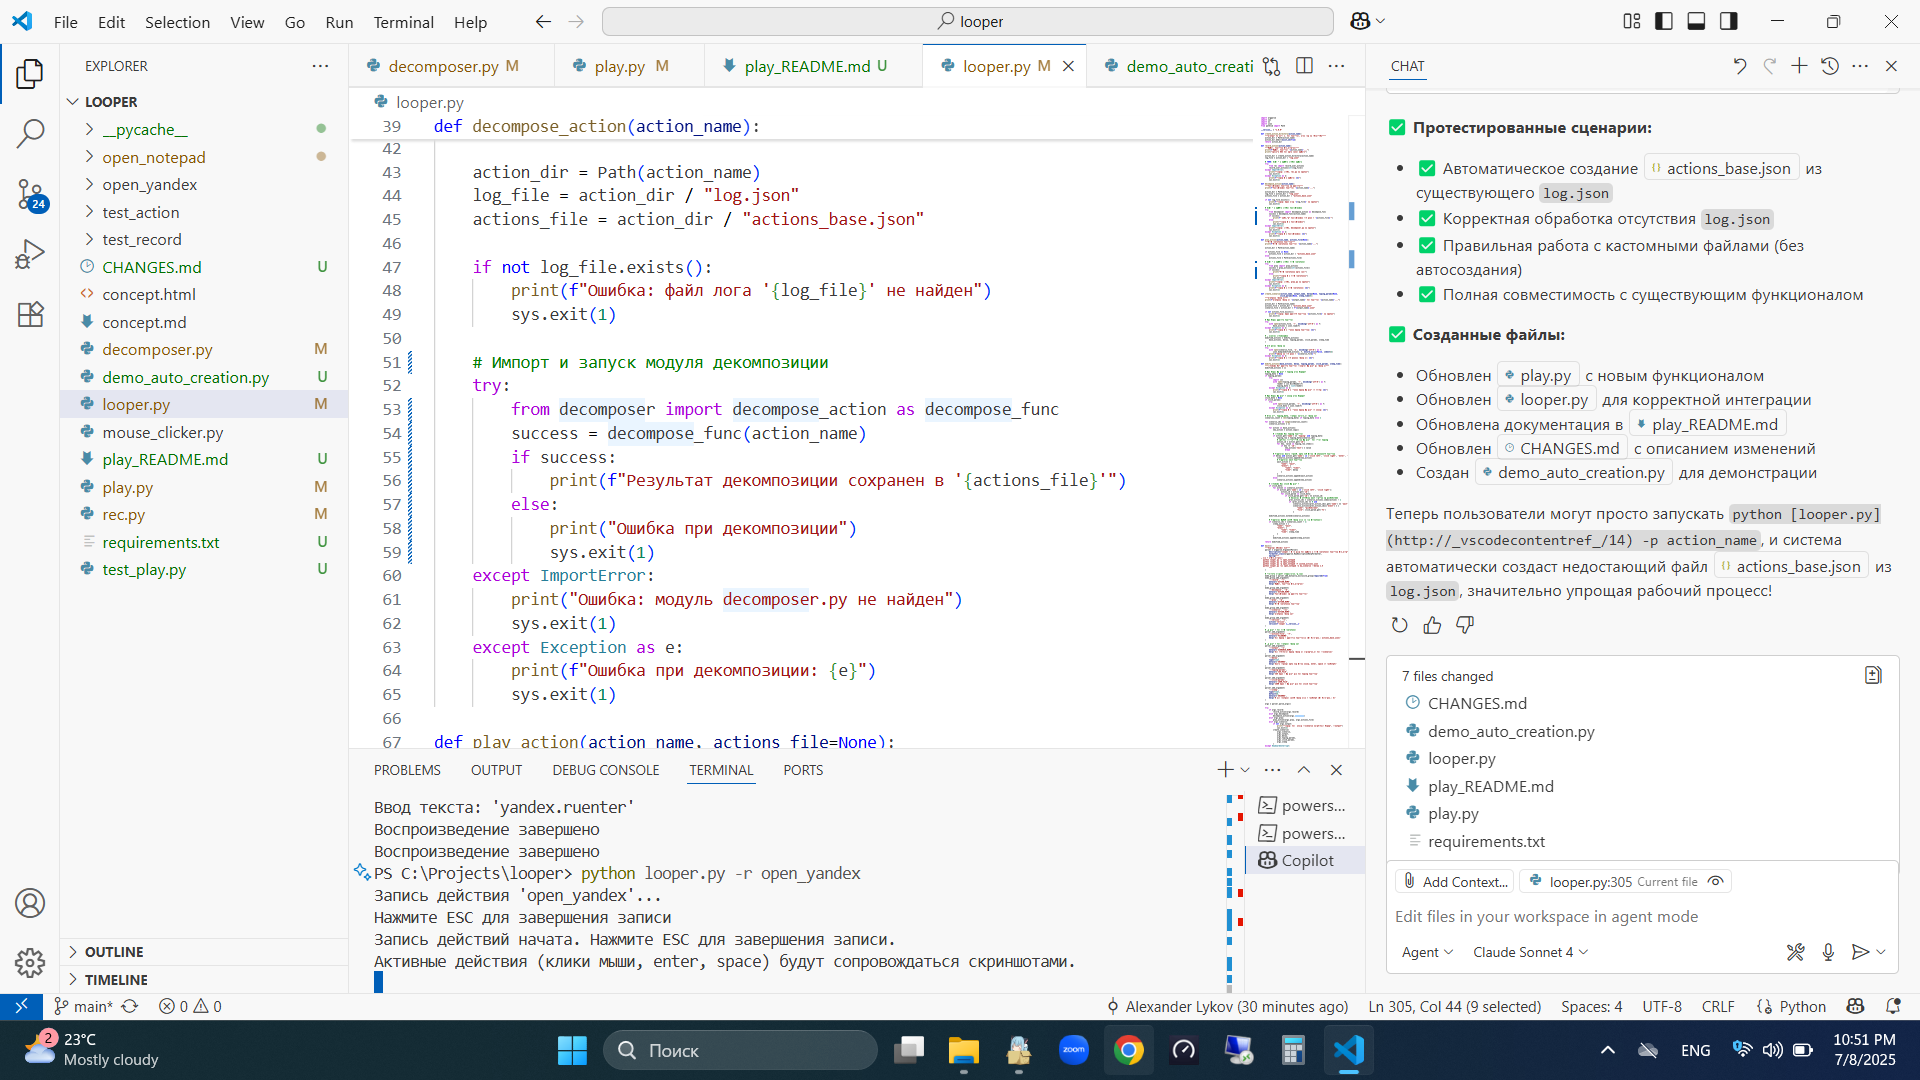 File Edit Selection View Go Run Terminal Help
looper
EXPLORER
LOOPER
__pycache__
open_notepad
open_yandex
test_action
test_record
CHANGES.md U
concept.html
concept.md
decomposer.py M
demo_auto_creation.py U
looper.py M
mouse_clicker.py
play_README.md U
play.py M
rec.py M
requirements.txt U
test_play.py U
OUTLINE
TIMELINE
24
decomposer.py M
play.py M
play_README.md U
looper.py M
demo_auto_creati
looper.py
39 def decompose_action(action_name):
42
43 action_dir = Path(action_name)
44 log_file = action_dir / "log.json"
45 actions_file = action_dir / "actions_base.json"
46
47 if not log_file.exists():
48 print(f"Ошибка: файл лога '{log_file}' не найден")
49 sys.exit(1)
50
51 # Импорт и запуск модуля декомпозиции
52 try:
53 from decomposer import decompose_action as decompose_func
54 success = decompose_func(action_name)
55 if success:
56 print(f"Результат декомпозиции сохранен в '{actions_file}'")
57 else:
58 print("Ошибка при декомпозиции")
59 sys.exit(1)
60 except ImportError:
61 print("Ошибка: модуль decomposer.py не найден")
62 sys.exit(1)
63 except Exception as e:
64 print(f"Ошибка при декомпозиции: {e}")
65 sys.exit(1)
66
67 def play_action(action_name, actions_file=None):
PROBLEMS OUTPUT DEBUG CONSOLE TERMINAL PORTS
Ввод текста: 'yandex.ruenter'
Воспроизведение завершено
Воспроизведение завершено
PS C:\Projects\looper> python looper.py -r open_yandex
Запись действия 'open_yandex'...
Нажмите ESC для завершения записи
Запись действий начата. Нажмите ESC для завершения записи.
Активные действия (клики мыши, enter, space) будут сопровождаться скриншотами.
powers...
powers...
Copilot
CHAT
Протестированные сценарии:
Автоматическое создание actions_base.json из
существующего log.json
Корректная обработка отсутствия log.json
Правильная работа с кастомными файлами (без
автосоздания)
Полная совместимость с существующим функционалом
Созданные файлы:
Обновлен play.py с новым функционалом
Обновлен looper.py для корректной интеграции
Обновлена документация в play_README.md
Обновлен CHANGES.md с описанием изменений
Создан demo_auto_creation.py для демонстрации
Теперь пользователи могут просто запускать python [looper.py]
(http://_vscodecontentref_/14) -p action_name, и система
автоматически создаст недостающий файл actions_base.json из
log.json, значительно упрощая рабочий процесс!
7 files changed
CHANGES.md
demo_auto_creation.py
looper.py
play_README.md
play.py
requirements.txt
Add Context... looper.py:305 Current file
Edit files in your workspace in agent mode
Agent Claude Sonnet 4
main* 0 0
Alexander Lykov (30 minutes ago) Ln 305, Col 44 (9 selected) Spaces: 4 UTF-8 CRLF Python
2
23°C
Mostly cloudy
Поиск
zoom
ENG
10:51 PM
7/8/2025